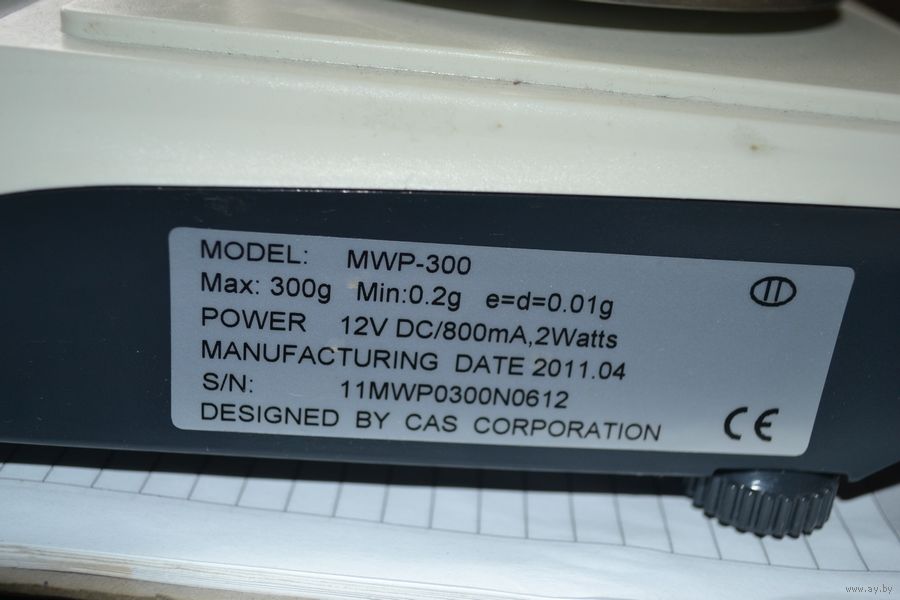 MODEL: MWP-300
Max: 300g Min:0.2g e=d=0.01g
II
POWER 12V DC/800mA,2Watts
MANUFACTURING DATE 2011.04
S/N: 11MWP0300N0612
DESIGNED BY CAS CORPORATION
CE
www.ay.by